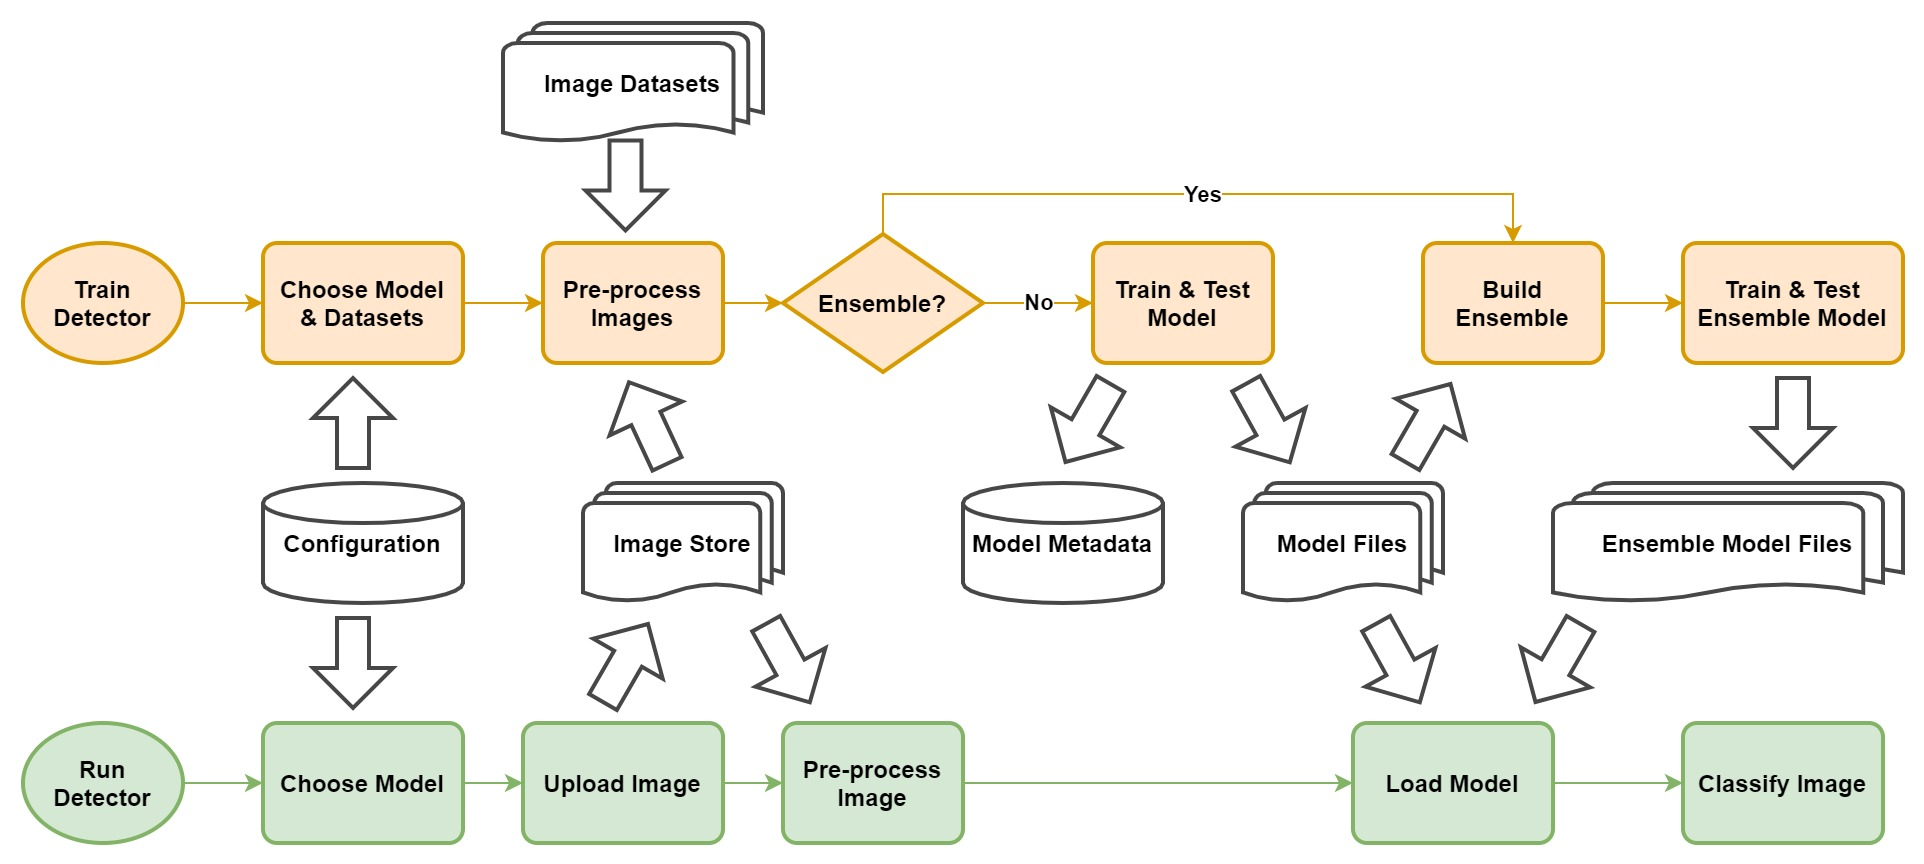 Image Datasets
Yes
Train
Detector
Choose Model
& Datasets
Pre-process
Images
Ensemble?
No
Train & Test
Model
Build
Ensemble
Train & Test
Ensemble Model
Configuration
Image Store
Model Metadata
Model Files
Ensemble Model Files
Run
Detector
Choose Model
Upload Image
Pre-process
Image
Load Model
Classify Image